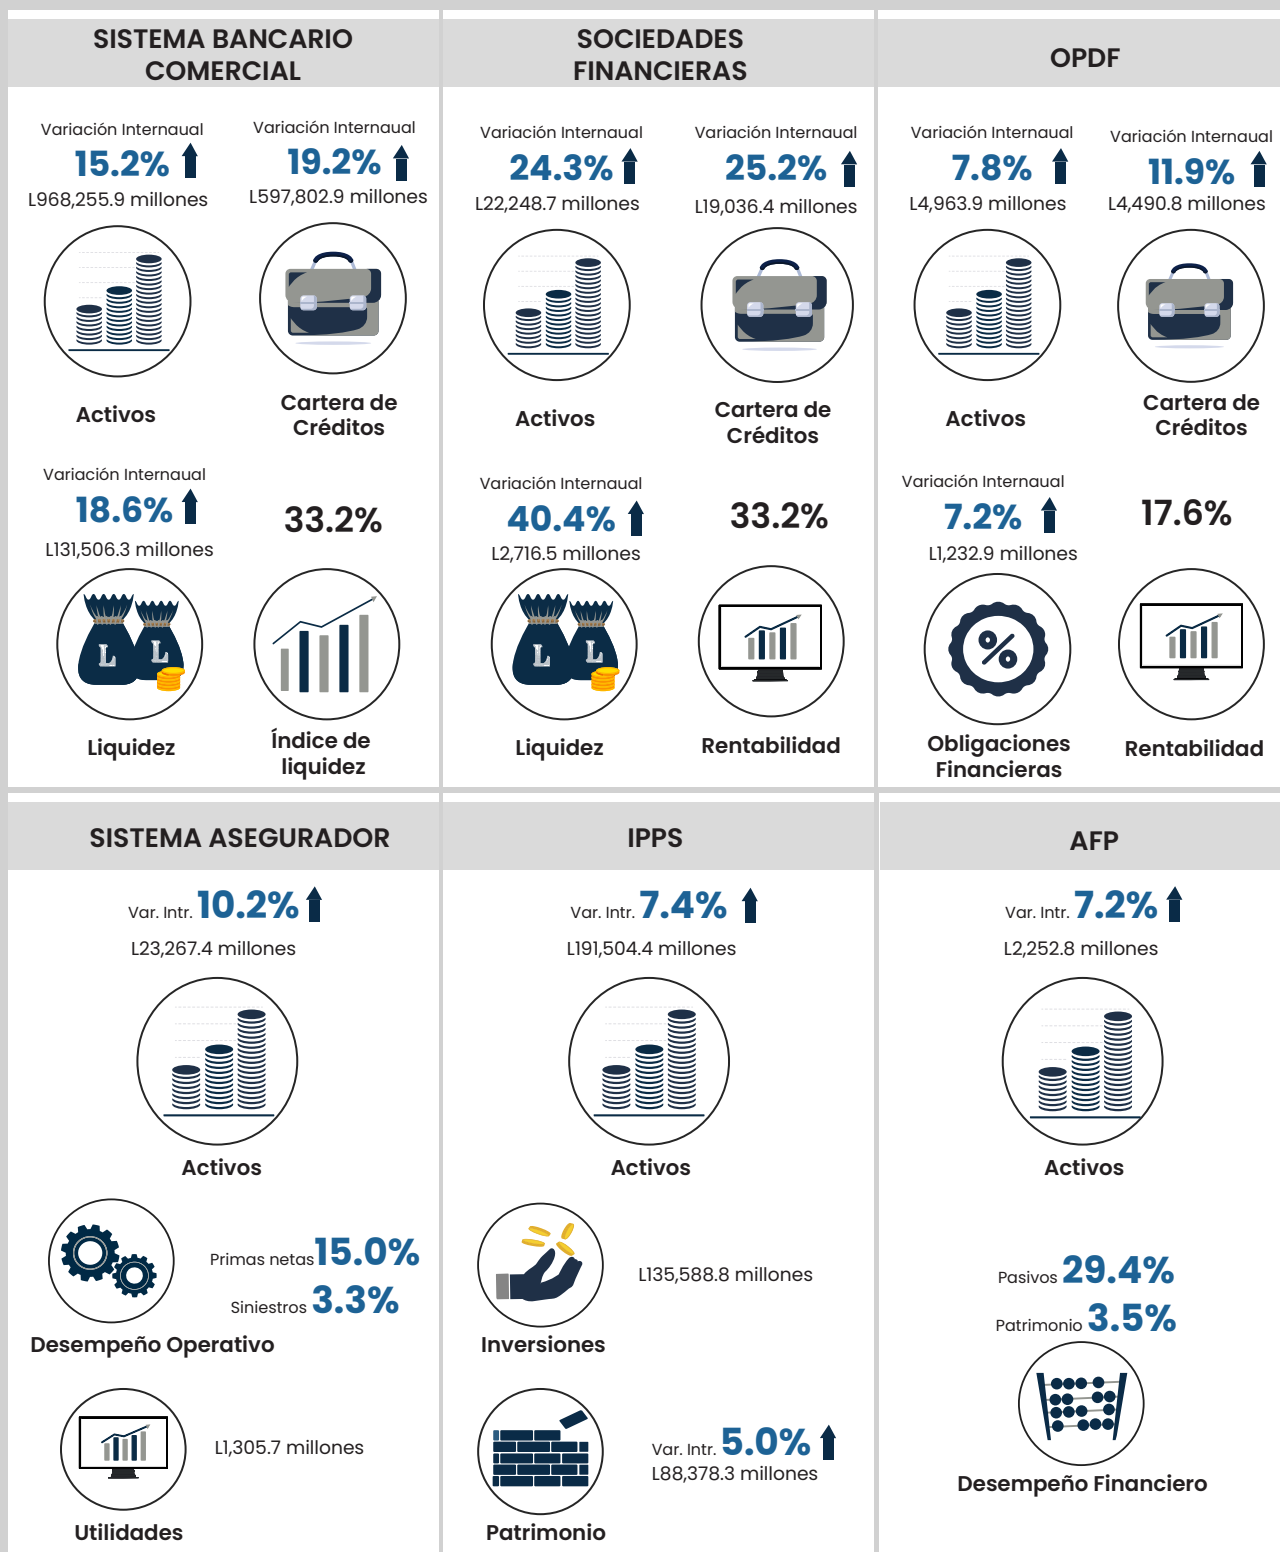 SISTEMA BANCARIO
COMERCIAL
Variación Internaual
15.2%
L968,255.9 millones
Activos
Variación Internaual
19.2%
L597,802.9 millones
Cartera de
Créditos
Variación Internaual
18.6%
L131,506.3 millones
L L
Liquidez
33.2%
Índice de
liquidez
SOCIEDADES
FINANCIERAS
Variación Internaual
24.3%
L22,248.7 millones
Activos
Variación Internaual
25.2%
L19,036.4 millones
Cartera de
Créditos
Variación Internaual
40.4%
L2,716.5 millones
L L
Liquidez
33.2%
Rentabilidad
OPDF
Variación Internaual
7.8%
L4,963.9 millones
Activos
Variación Internaual
11.9%
L4,490.8 millones
Cartera de
Créditos
Variación Internaual
7.2%
L1,232.9 millones
%
Obligaciones
Financieras
17.6%
Rentabilidad
SISTEMA ASEGURADOR
Var. Intr. 10.2%
L23,267.4 millones
Activos
Primas netas 15.0%
Siniestros 3.3%
Desempeño Operativo
L1,305.7 millones
Utilidades
IPPS
Var. Intr. 7.4%
L191,504.4 millones
Activos
L135,588.8 millones
Inversiones
Var. Intr. 5.0%
L88,378.3 millones
Patrimonio
AFP
Var. Intr. 7.2%
L2,252.8 millones
Activos
Pasivos 29.4%
Patrimonio 3.5%
Desempeño Financiero